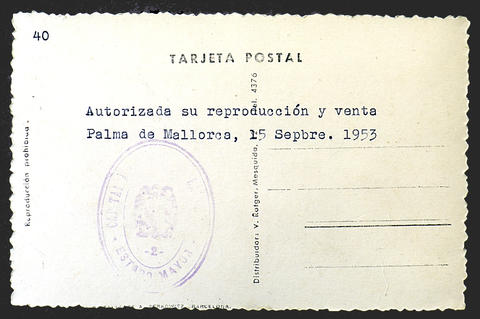 40
TARJETA POSTAL
Autorizada su reproducción y venta
Palma de Mallorca, 15 Sepbre. 1953
Reproducción prohibida.
Distribuidor: V. Rotger. Mesquida, Tel. 4376
ESTADO MAYOR
-2-
BARCELONA.